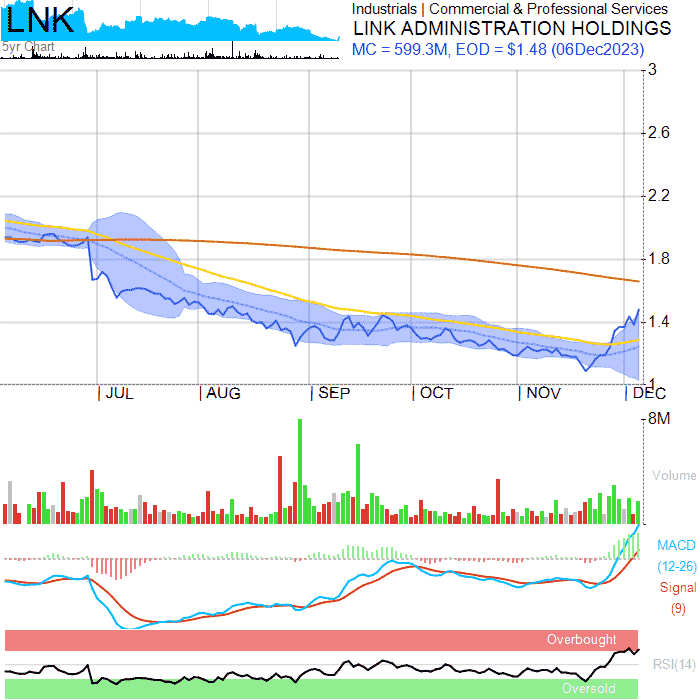 LNK
5yr Chart
Industrials | Commercial & Professional Services
LINK ADMINISTRATION HOLDINGS
MC = 599.3M, EOD = $1.48 (06Dec2023)
3
2.6
2.2
1.8
1.4
1
JUL
AUG
SEP
OCT
NOV
DEC
8M
Volume
MACD
(12-26)
Signal
(9)
Overbought
RSI(14)
Oversold